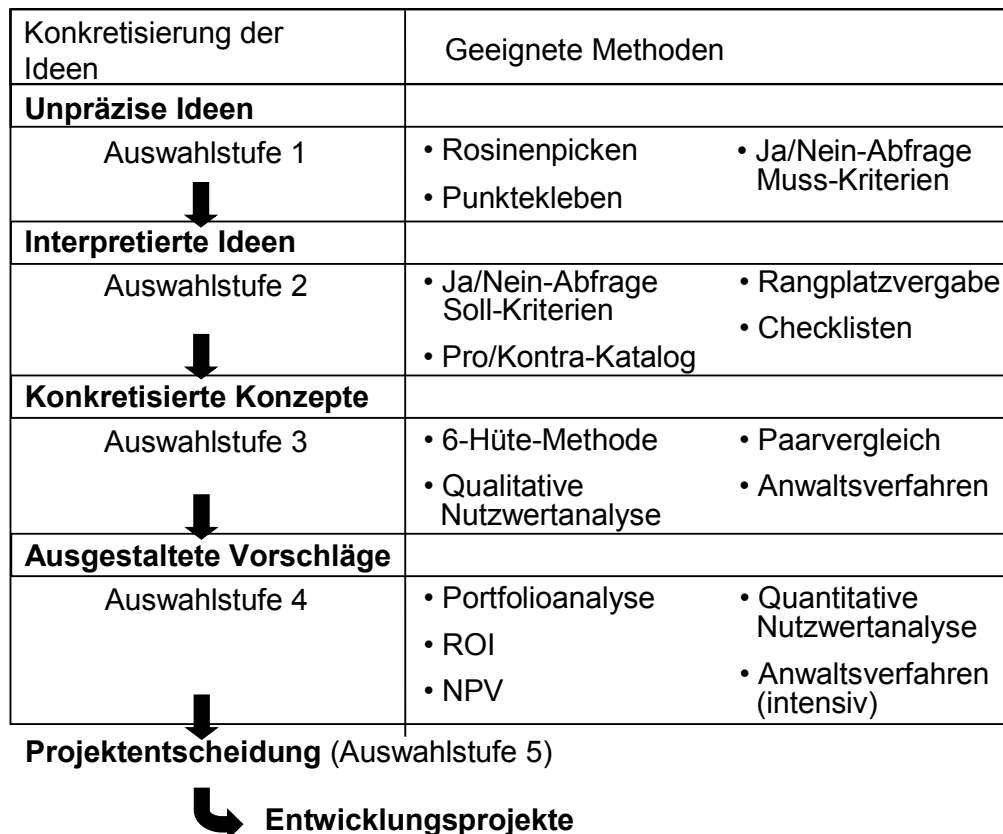 Konkretisierung der
Ideen
Geeignete Methoden
Unpräzise Ideen
Auswahlstufe 1
• Rosinenpicken
• Punktekleben
• Ja/Nein-Abfrage
Muss-Kriterien
Interpretierte Ideen
Auswahlstufe 2
• Ja/Nein-Abfrage
Soll-Kriterien
• Pro/Kontra-Katalog
• Rangplatzvergabe
• Checklisten
Konkretisierte Konzepte
Auswahlstufe 3
• 6-Hüte-Methode
• Qualitative
Nutzwertanalyse
• Paarvergleich
• Anwaltsverfahren
Ausgestaltete Vorschläge
Auswahlstufe 4
• Portfolioanalyse
• ROI
• NPV
• Quantitative
Nutzwertanalyse
• Anwaltsverfahren
(intensiv)
Projektentscheidung (Auswahlstufe 5)
Entwicklungsprojekte